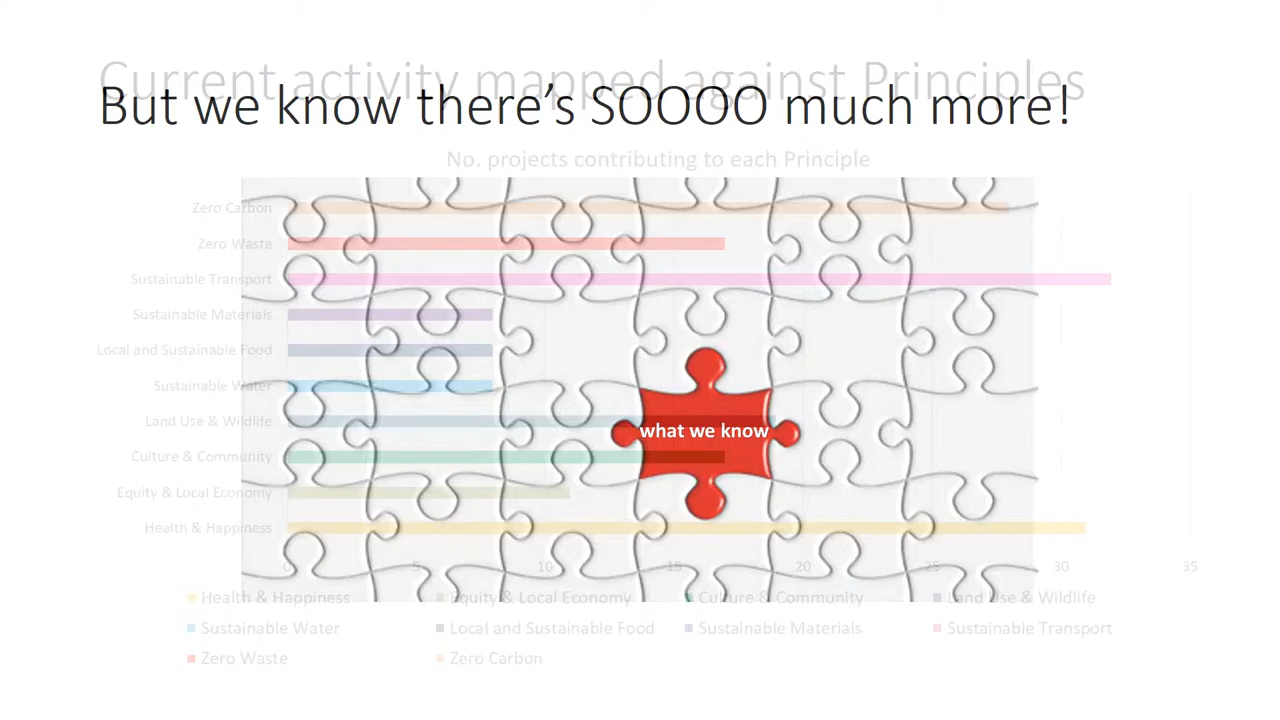 Current activity mapped against Principles
But we know there's SOOOO much more!
No. projects contributing to each Principle
Zero Carbon
Zero Waste
Sustainable Transport
Sustainable Materials
Local and Sustainable Food
Sustainable Water
Land Use & Wildlife
Culture & Community
Equity & Local Economy
Health & Happiness
what we know
0 5 10 15 20 25 30 35
Health & Happiness Equity & Local Economy Culture & Community Land Use & Wildlife
Sustainable Water Local and Sustainable Food Sustainable Materials Sustainable Transport
Zero Waste Zero Carbon